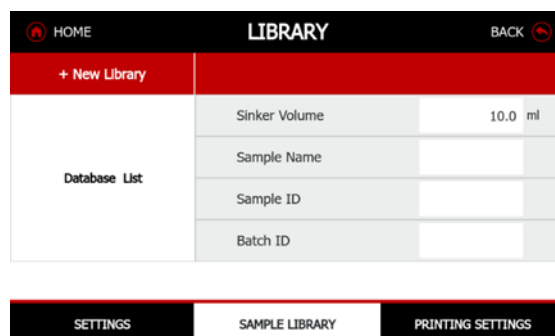 HOME LIBRARY BACK
+ New Library
Sinker Volume 10.0 ml
Sample Name
Database List
Sample ID
Batch ID
SETTINGS SAMPLE LIBRARY PRINTING SETTINGS